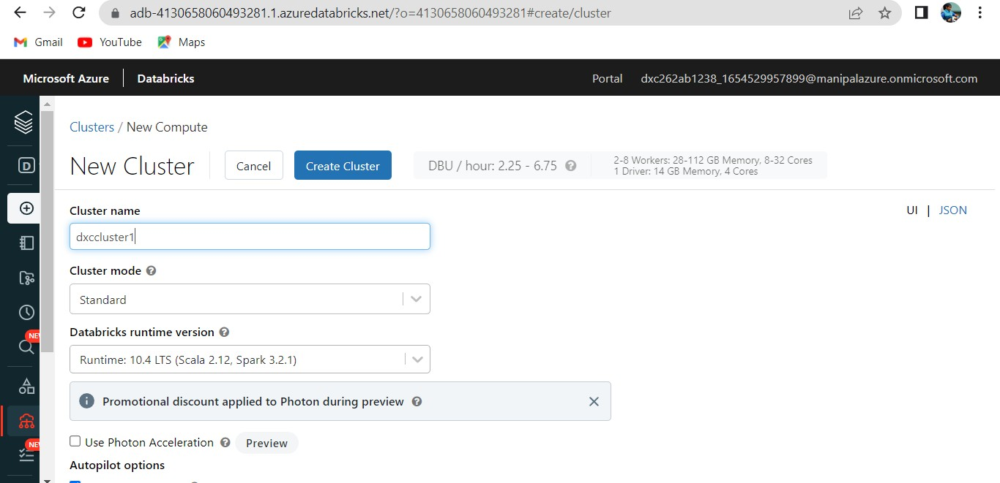 adb-4130658060493281.1.azuredatabricks.net/?o=4130658060493281#create/cluster
Gmail YouTube Maps
Microsoft Azure Databricks Portal dxc262ab1238_1654529957899@manipalazure.onmicrosoft.com
Clusters / New Compute
New Cluster Cancel Create Cluster DBU / hour: 2.25 - 6.75 ?
2-8 Workers: 28-112 GB Memory, 8-32 Cores
1 Driver: 14 GB Memory, 4 Cores
D
Cluster name
UI | JSON
dxccluster1
Cluster mode ?
Standard
Databricks runtime version ?
NEW
Runtime: 10.4 LTS (Scala 2.12, Spark 3.2.1)
Promotional discount applied to Photon during preview ?
Use Photon Acceleration ? Preview
NEW
Autopilot options